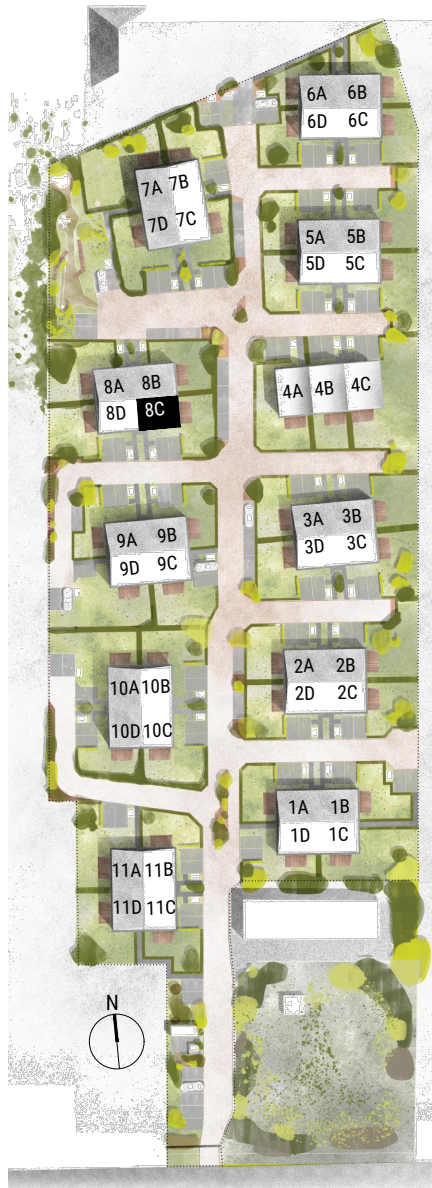 6A 6B
6D 6C
7A 7B
7D 7C
5A 5B
5D 5C
8A 8B
8D 8C
4A 4B 4C
9A 9B
9D 9C
3A 3B
3D 3C
10A 10B
10D 10C
2A 2B
2D 2C
1A 1B
1D 1C
11A 11B
11D 11C
N